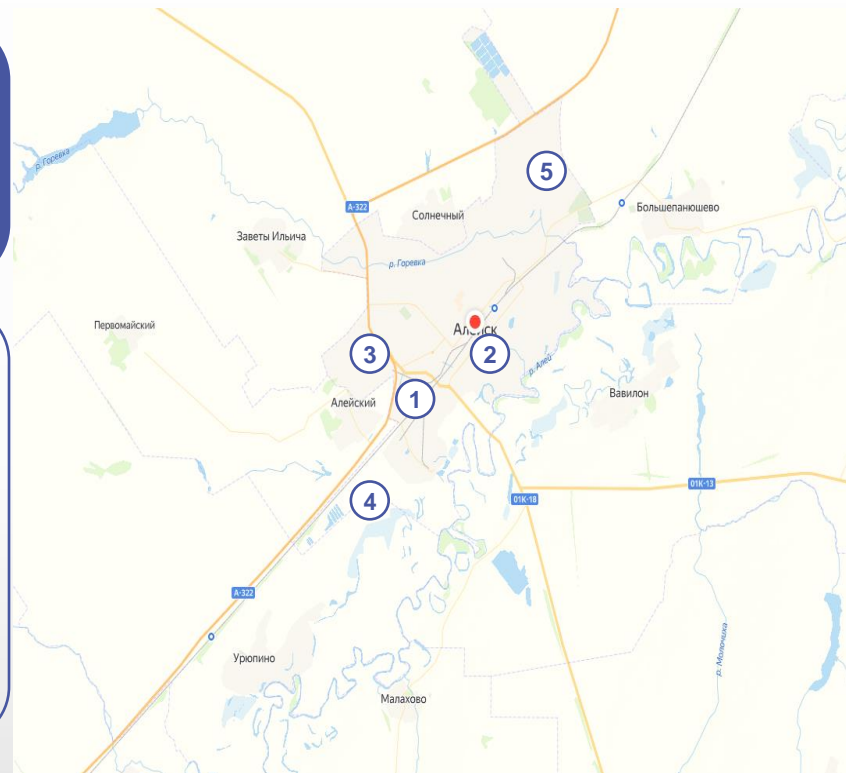 р. Горевка
5
А-322
Солнечный
Большепанюшево
Заветы Ильича
р. Горевка
Первомайский
Алейск
3
2
р. Алей
1
Вавилон
Алейский
01К-13
4
01К-18
А-322
р. Молочиха
Урюпино
Малахово